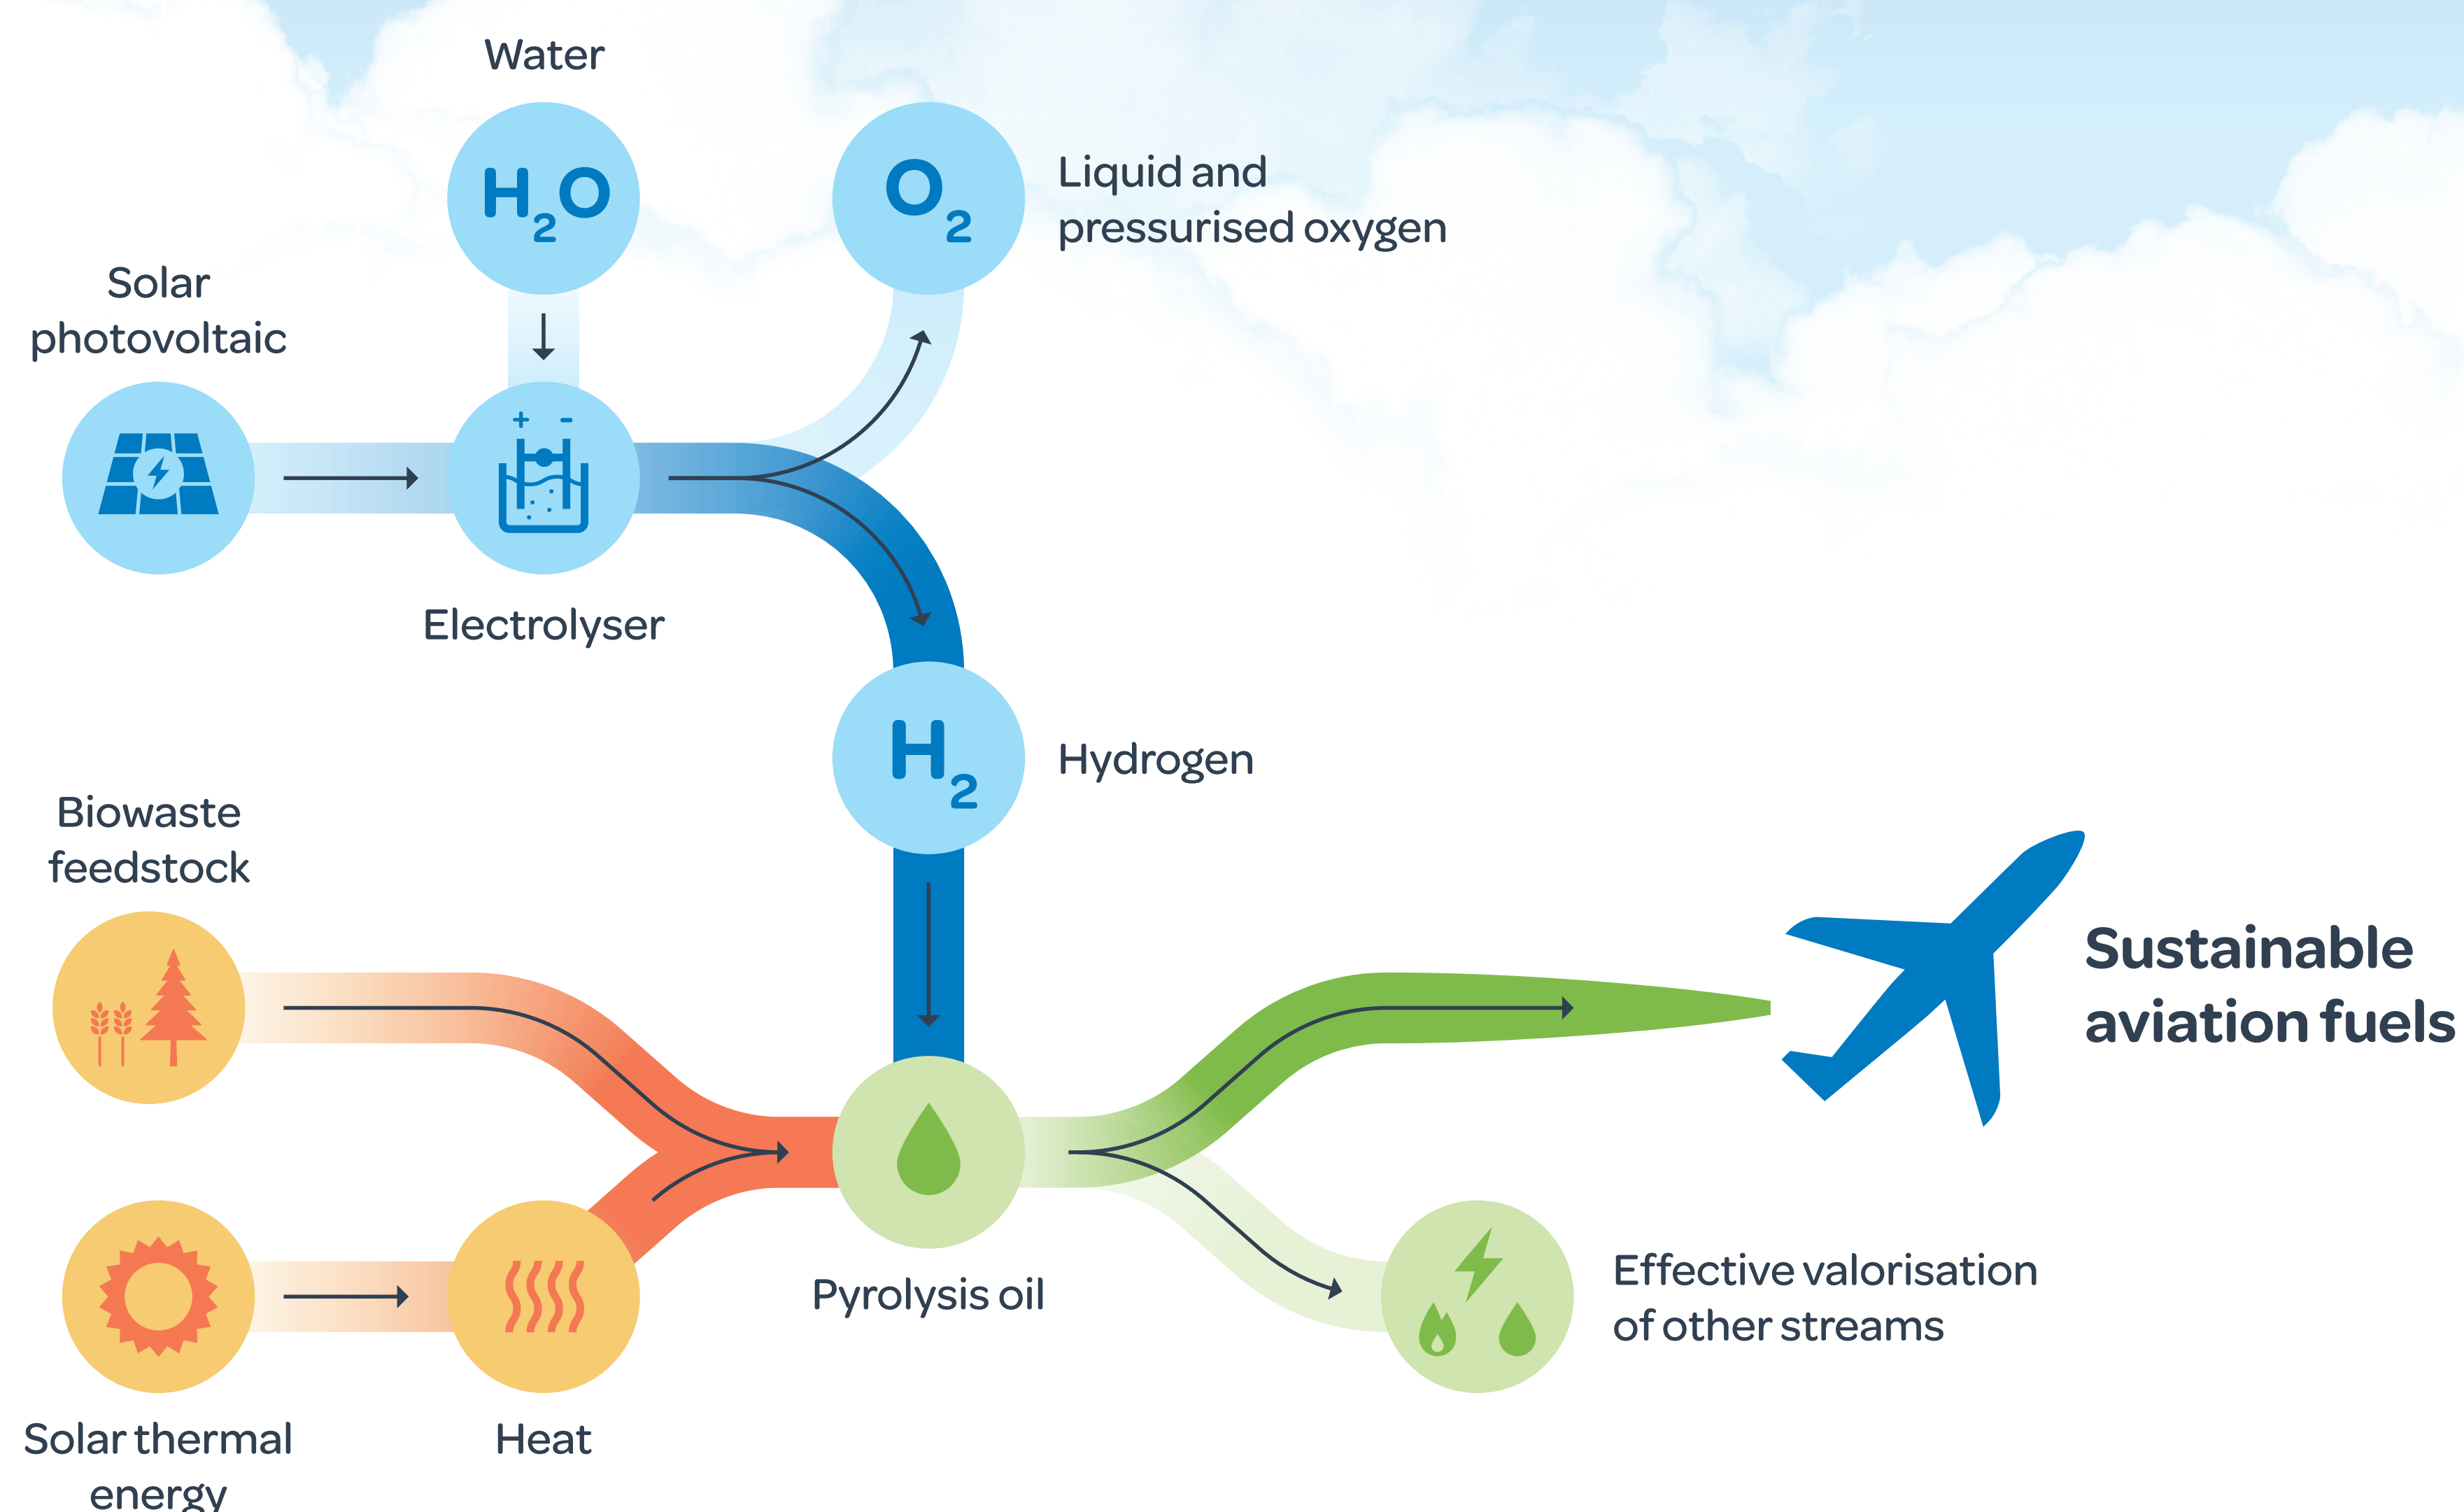 Water
H₂O
O₂
Liquid and
pressurised oxygen
Solar
photovoltaic
+ -
Electrolyser
H₂
Hydrogen
Biowaste
feedstock
Sustainable
aviation fuels
Pyrolysis oil
Effective valorisation
of other streams
Solar thermal
energy
Heat